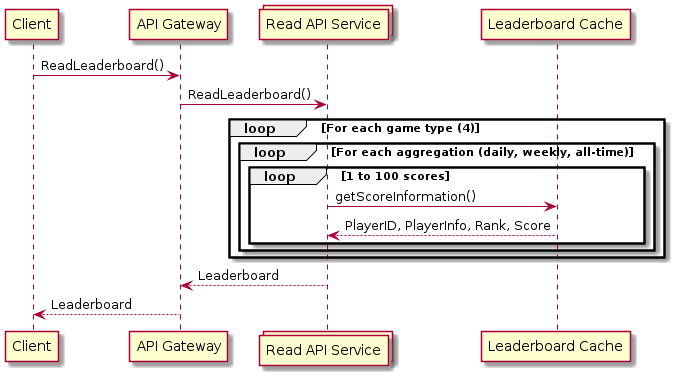 Client
API Gateway
Read API Service
Leaderboard Cache
ReadLeaderboard()
ReadLeaderboard()
loop [For each game type (4)]
loop [For each aggregation (daily, weekly, all-time)]
loop [1 to 100 scores]
getScoreInformation()
PlayerID, PlayerInfo, Rank, Score
Leaderboard
Leaderboard
Client
API Gateway
Read API Service
Leaderboard Cache